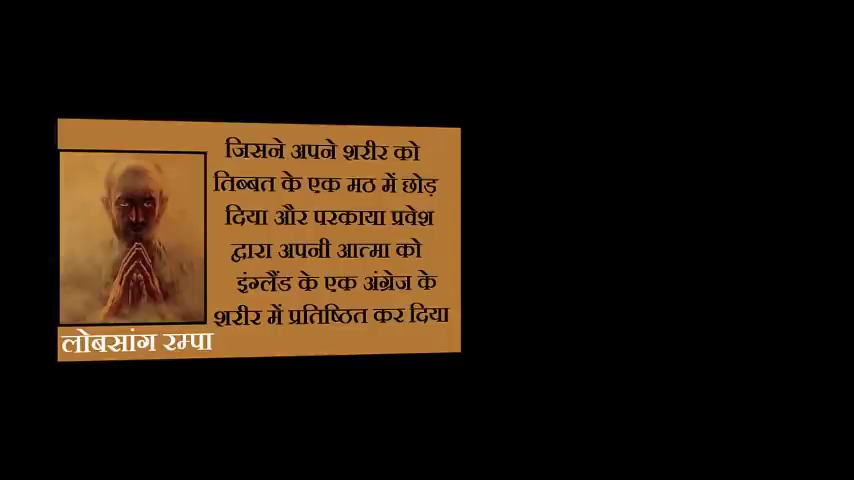 जिसने अपने शरीर को
तिब्बत के एक मठ में छोड़
दिया और परकाया प्रवेश
द्वारा अपनी आत्मा को
इंग्लैंड के एक अंग्रेज के
शरीर में प्रतिष्ठित कर दिया
लोबसांग रम्पा